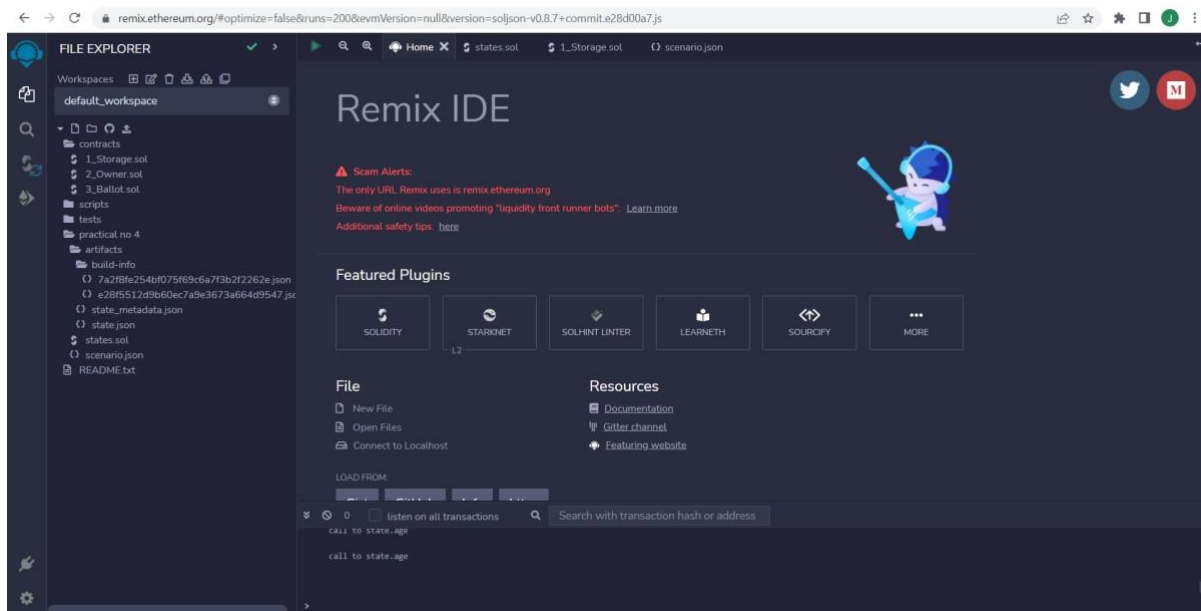 remix.ethereum.org/#optimize=false&runs=200&evmVersion=null&version=soljson-v0.8.7+commit.e28d00a7.js
J
FILE EXPLORER
Workspaces
default_workspace
contracts
1_Storage.sol
2_Owner.sol
3_Ballot.sol
scripts
tests
practical no 4
artifacts
build-info
7a2f8fe254bf075f69c6a7f3b2f2262e.json
e28f5512d9b60ec7a9e3673a664d9547.jsc
state_metadata.json
state.json
states.sol
scenario.json
README.txt
Home
states.sol
1_Storage.sol
scenario.json
Remix IDE
M
Scam Alerts:
The only URL Remix uses is remix.ethereum.org
Beware of online videos promoting "liquidity front runner bots": Learn more
Additional safety tips: here
Featured Plugins
SOLIDITY
STARKNET
L2
SOLHINT LINTER
LEARNETH
SOURCIFY
MORE
File
New File
Open Files
Connect to Localhost
Resources
Documentation
Gitter channel
Featuring website
LOAD FROM:
0
listen on all transactions
Search with transaction hash or address
call to state.age
call to state.age
>